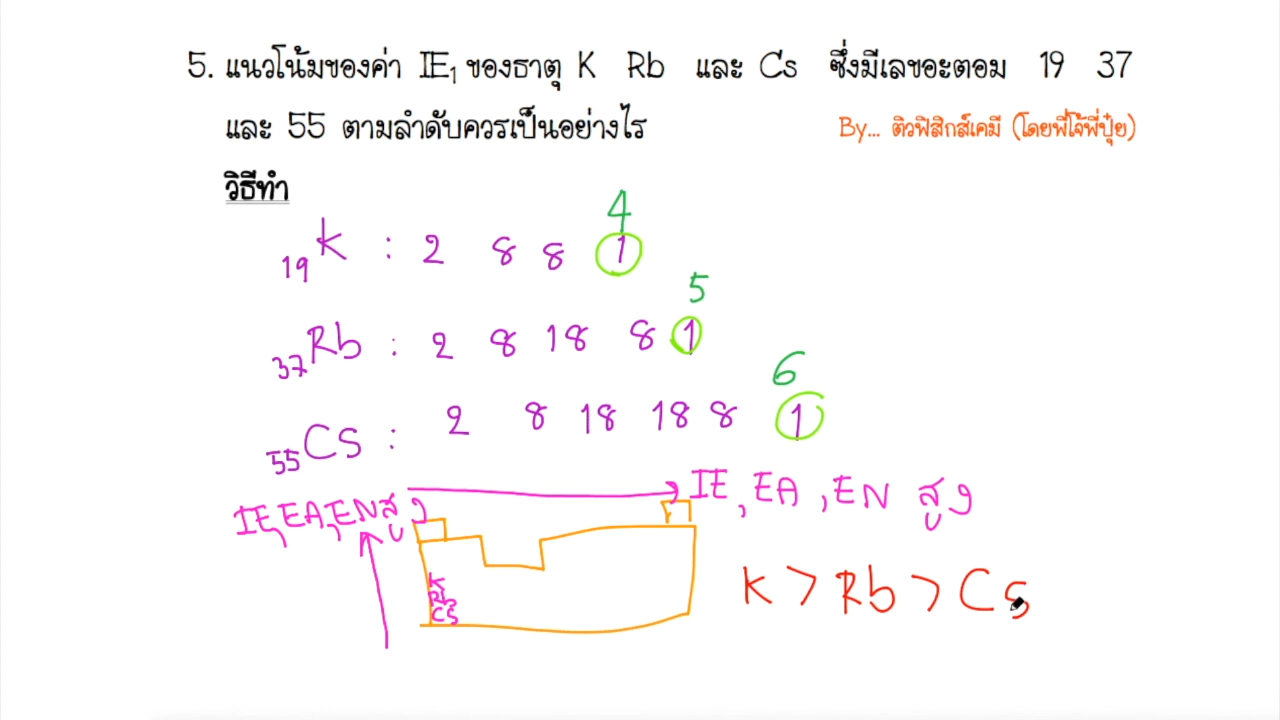 5. แนวโน้มของค่า IE₁ ของธาตุ K Rb และ Cs ซึ่งมีเลขอะตอม 19 37
และ 55 ตามลำดับควรเป็นอย่างไร
By... ติวฟิสิกส์เคมี (โดยพี่โจ้พี่ปุ๋ย)
วิธีทำ
4
₁₉K : 2 8 8 1
5
₃₇Rb : 2 8 18 8 1
6
₅₅Cs : 2 8 18 18 8 1
IE, EA, EN สูง
IE, EA, EN สูง
K
Rb
Cs
K > Rb > Cs